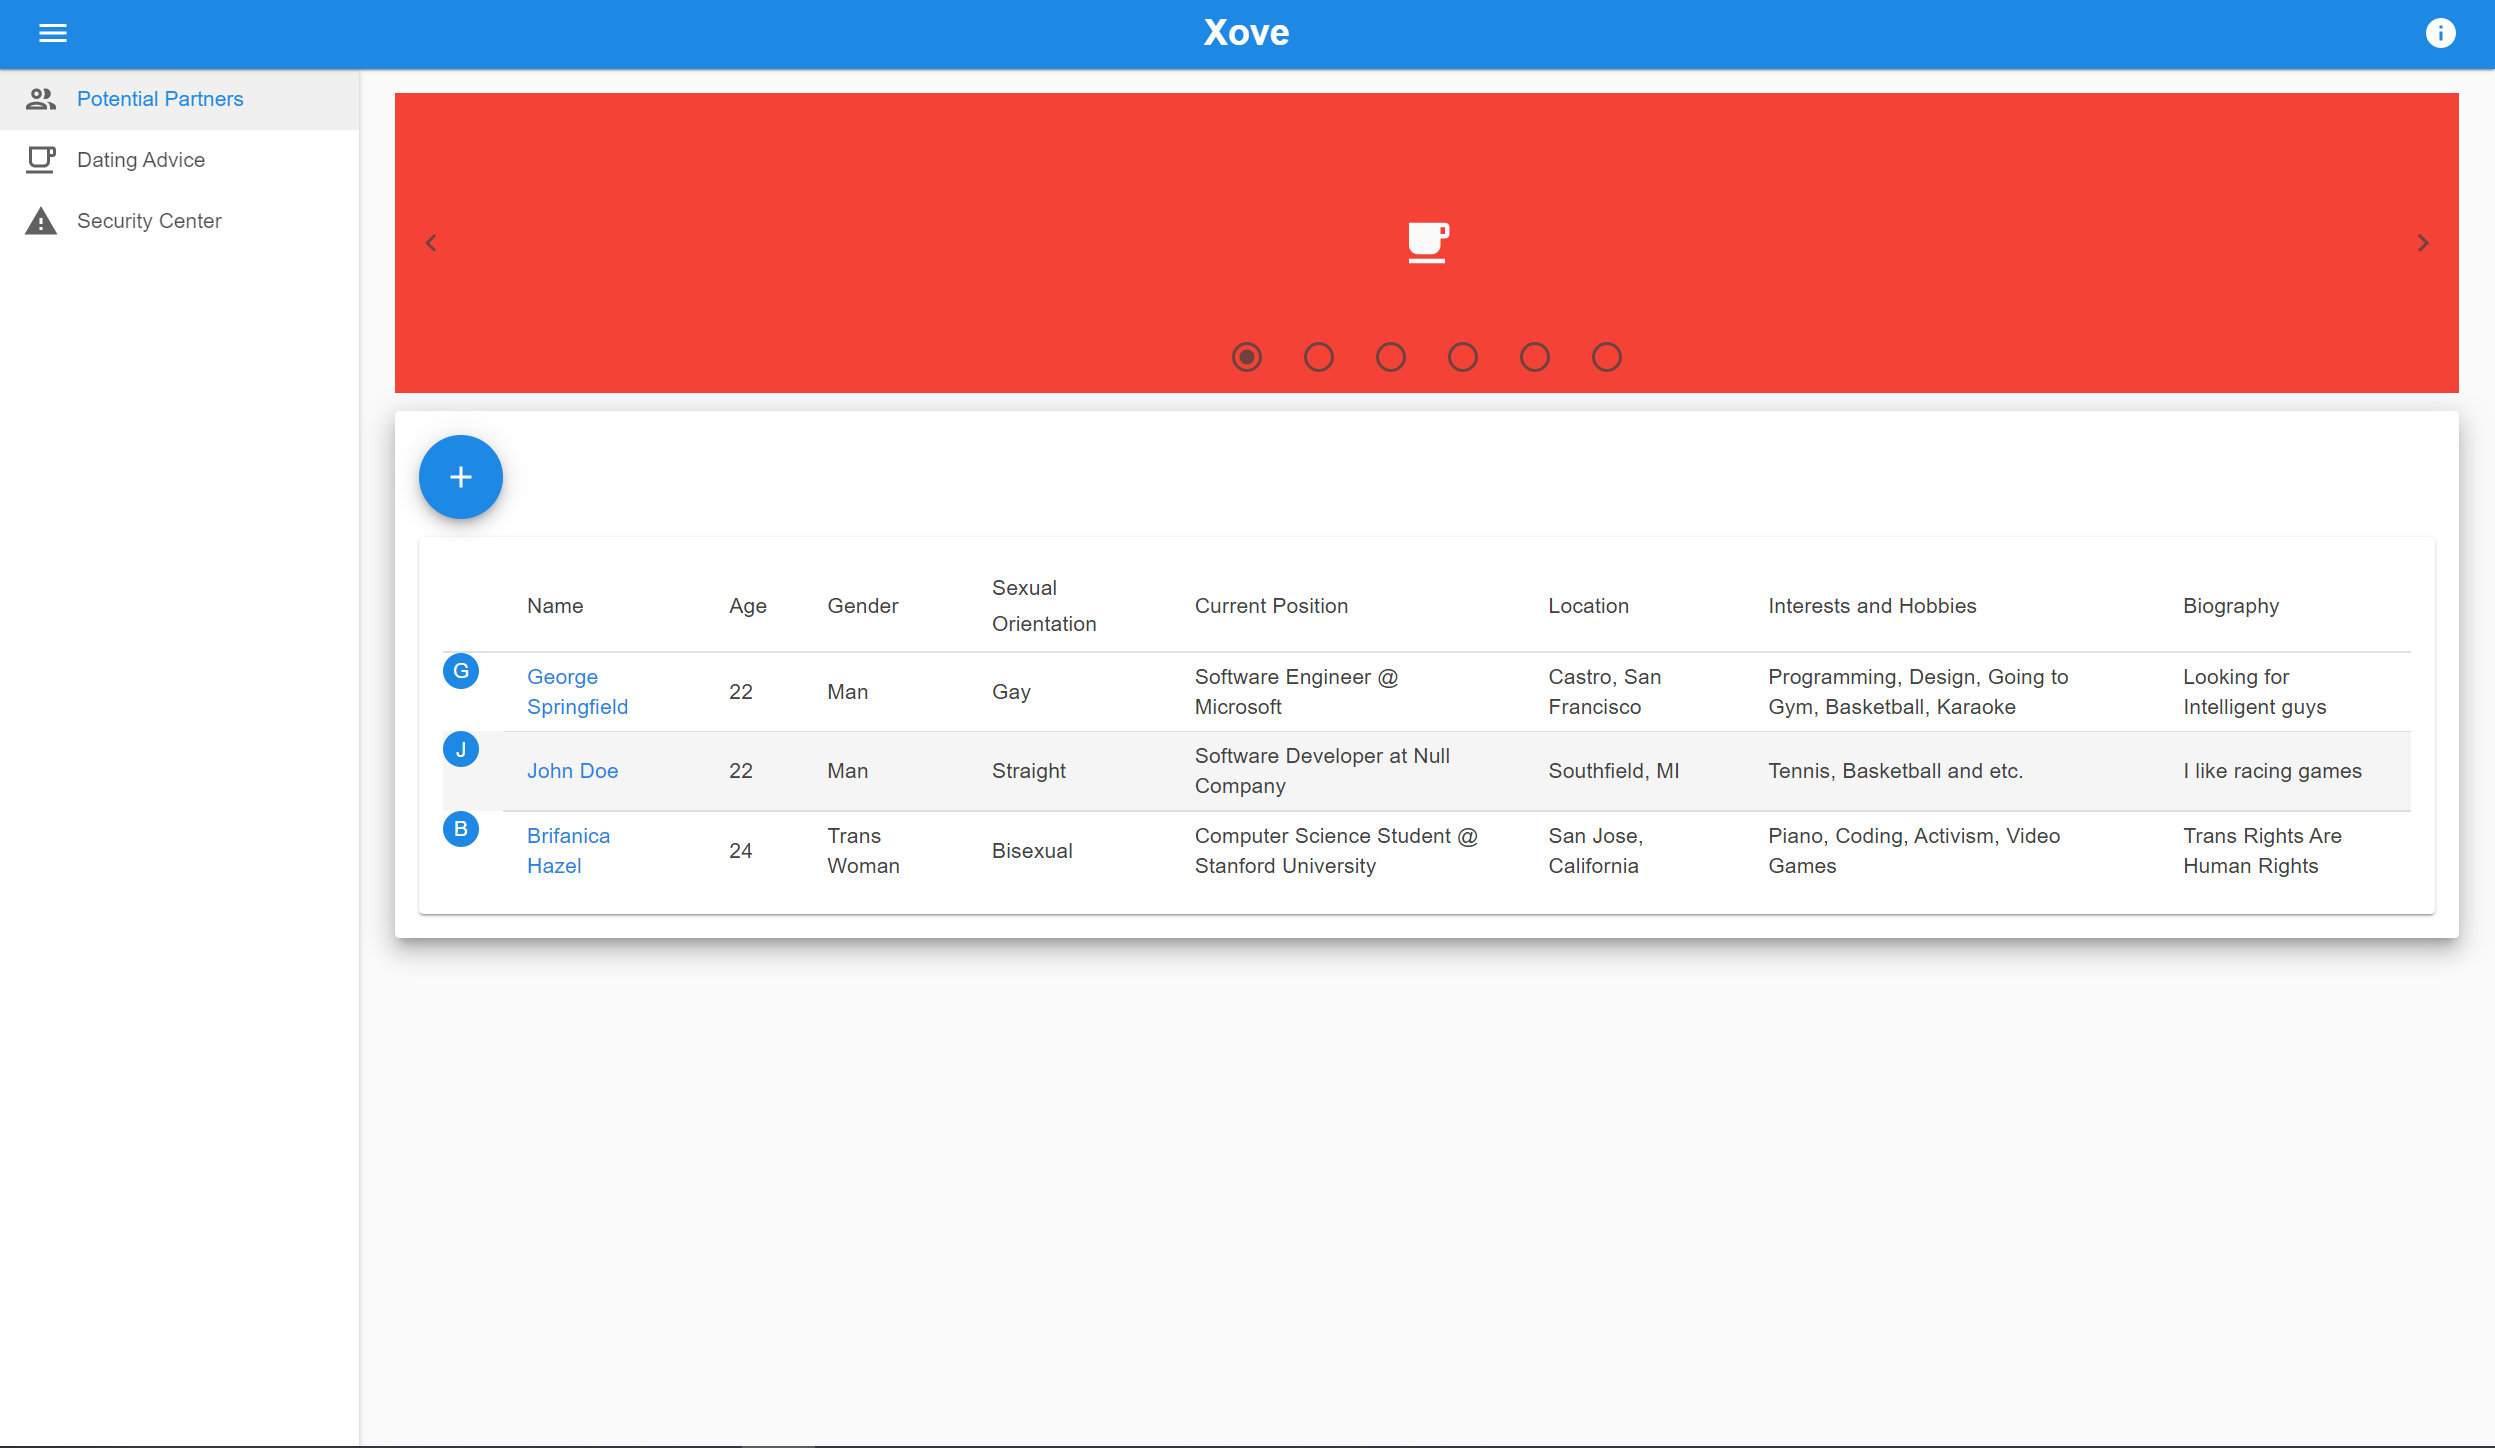 Xove
Potential Partners
Dating Advice
Security Center
Name
Age
Gender
Sexual
Orientation
Current Position
Location
Interests and Hobbies
Biography
G
George
Springfield
22
Man
Gay
Software Engineer @
Microsoft
Castro, San
Francisco
Programming, Design, Going to
Gym, Basketball, Karaoke
Looking for
Intelligent guys
J
John Doe
22
Man
Straight
Software Developer at Null
Company
Southfield, MI
Tennis, Basketball and etc.
I like racing games
B
Brifanica
Hazel
24
Trans
Woman
Bisexual
Computer Science Student @
Stanford University
San Jose,
California
Piano, Coding, Activism, Video
Games
Trans Rights Are
Human Rights